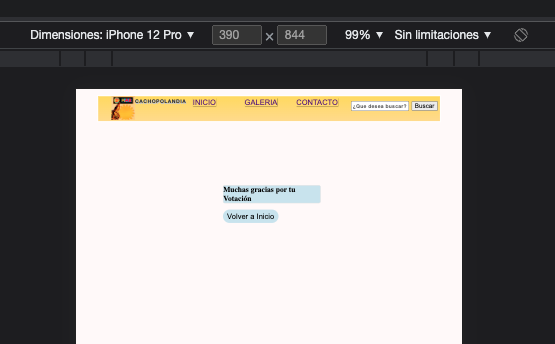 Dimensiones: iPhone 12 Pro ▼ 390 × 844 99% ▼ Sin limitaciones ▼
CACHOPOLANDIA INICIO GALERIA CONTACTO ¿Que desea buscar? Buscar
Muchas gracias por tu
Votación
Volver a Inicio